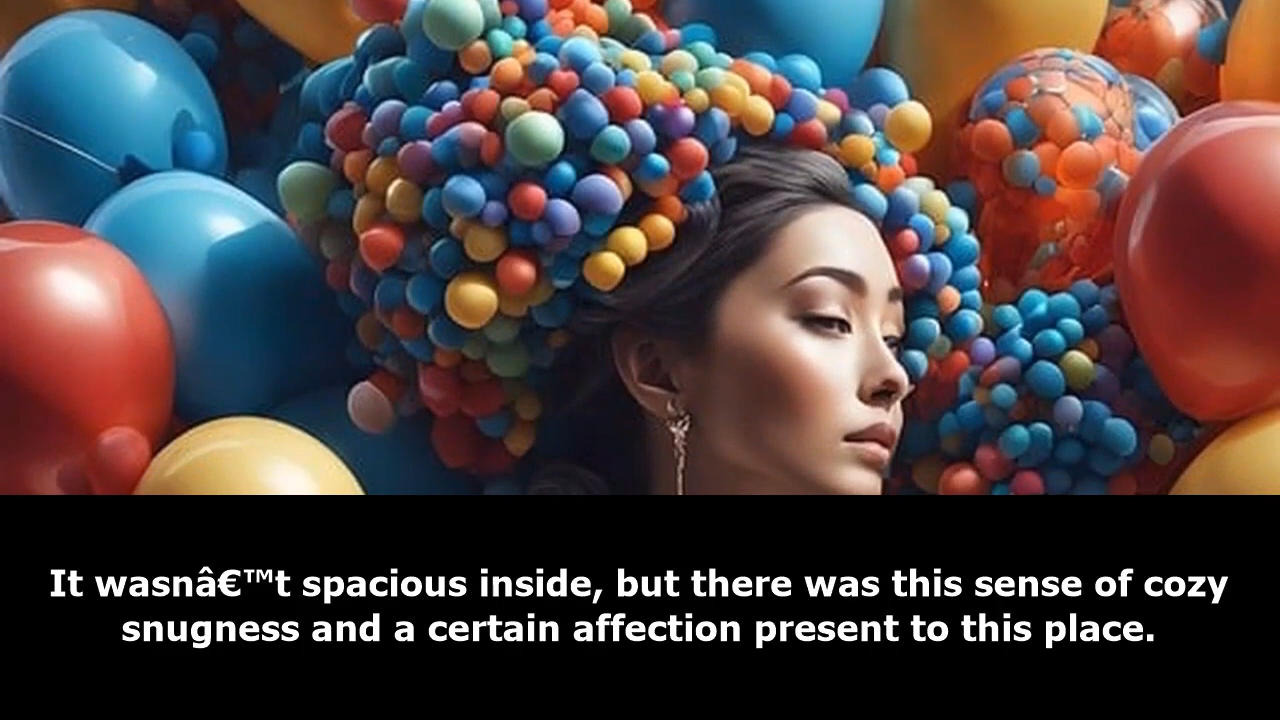 It wasnâ€™t spacious inside, but there was this sense of cozy
snugness and a certain affection present to this place.